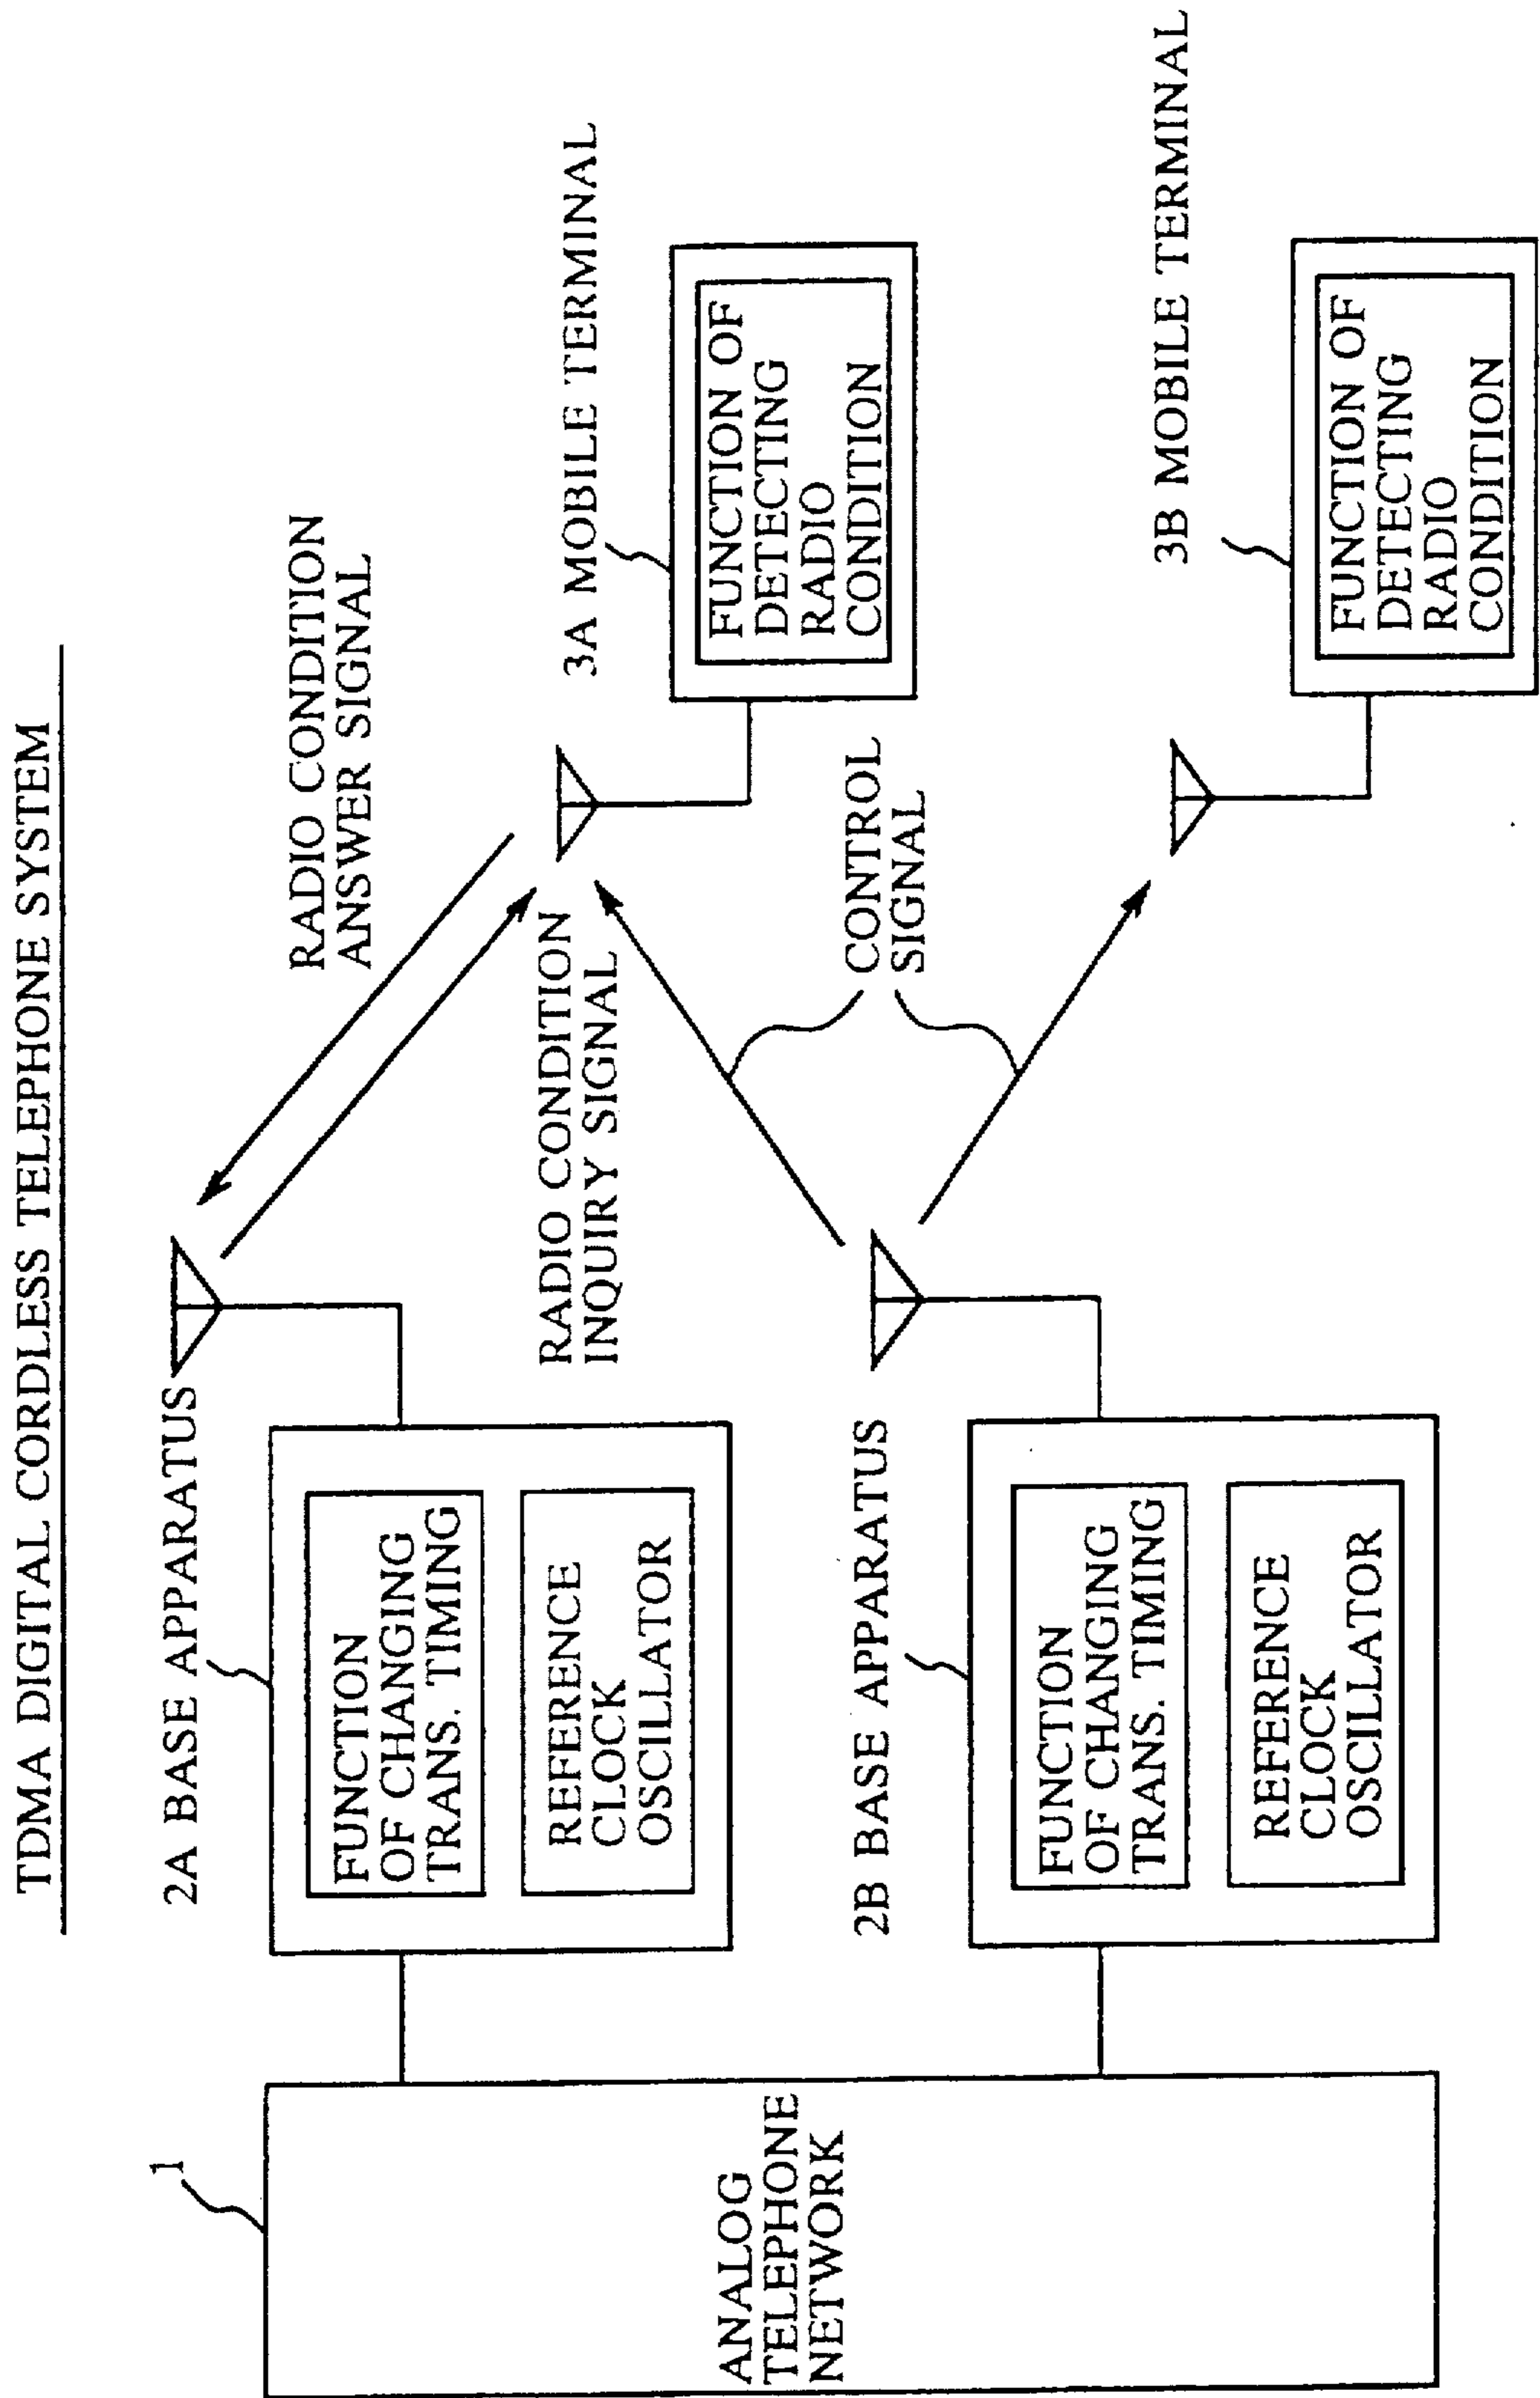 TDMA DIGITAL CORDLESS TELEPHONE SYSTEM
1
ANALOG
TELEPHONE
NETWORK
2A BASE APPARATUS
FUNCTION
OF CHANGING
TRANS. TIMING
REFERENCE
CLOCK
OSCILLATOR
2B BASE APPARATUS
FUNCTION
OF CHANGING
TRANS. TIMING
REFERENCE
CLOCK
OSCILLATOR
RADIO CONDITION
ANSWER SIGNAL
RADIO CONDITION
INQUIRY SIGNAL
CONTROL
SIGNAL
3A MOBILE TERMINAL
FUNCTION OF
DETECTING
RADIO
CONDITION
3B MOBILE TERMINAL
FUNCTION OF
DETECTING
RADIO
CONDITION